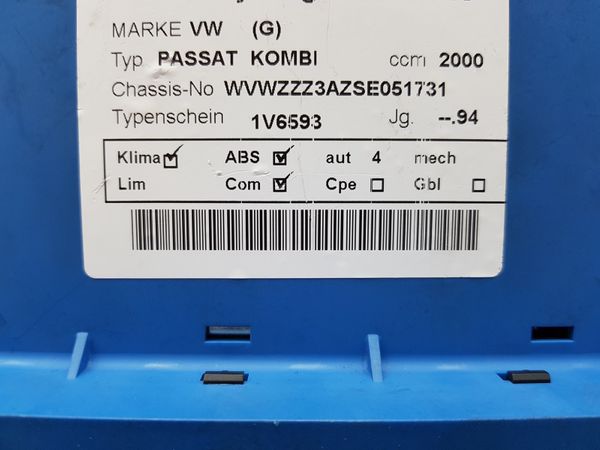 MARKE VW (G)
Typ PASSAT KOMBI ccm 2000
Chassis-No WVWZZZ3AZSE051731
Typenschein 1V6593 Jg. --.94
Klima ABS aut 4 mech
Lim Com Cpe Gbl